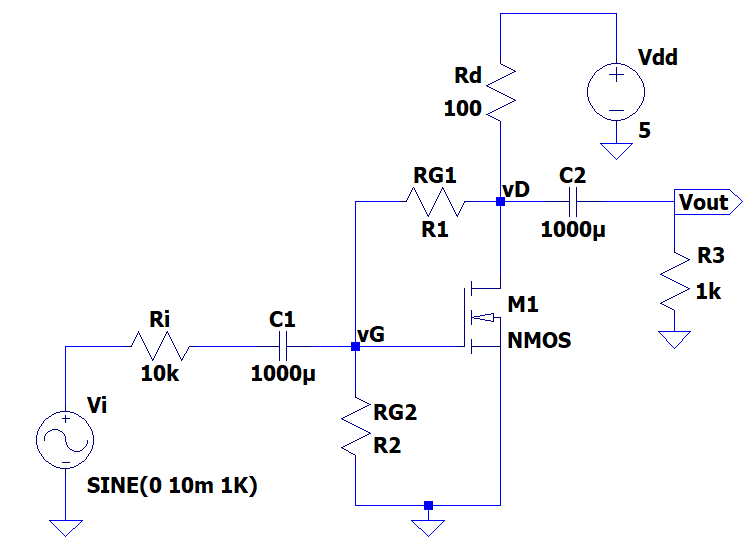 Vdd
Rd
100
5
RG1
vD
C2
R1
1000µ
Vout
R3
1k
M1
NMOS
Ri
C1
vG
10k
1000µ
Vi
RG2
R2
SINE(0 10m 1K)